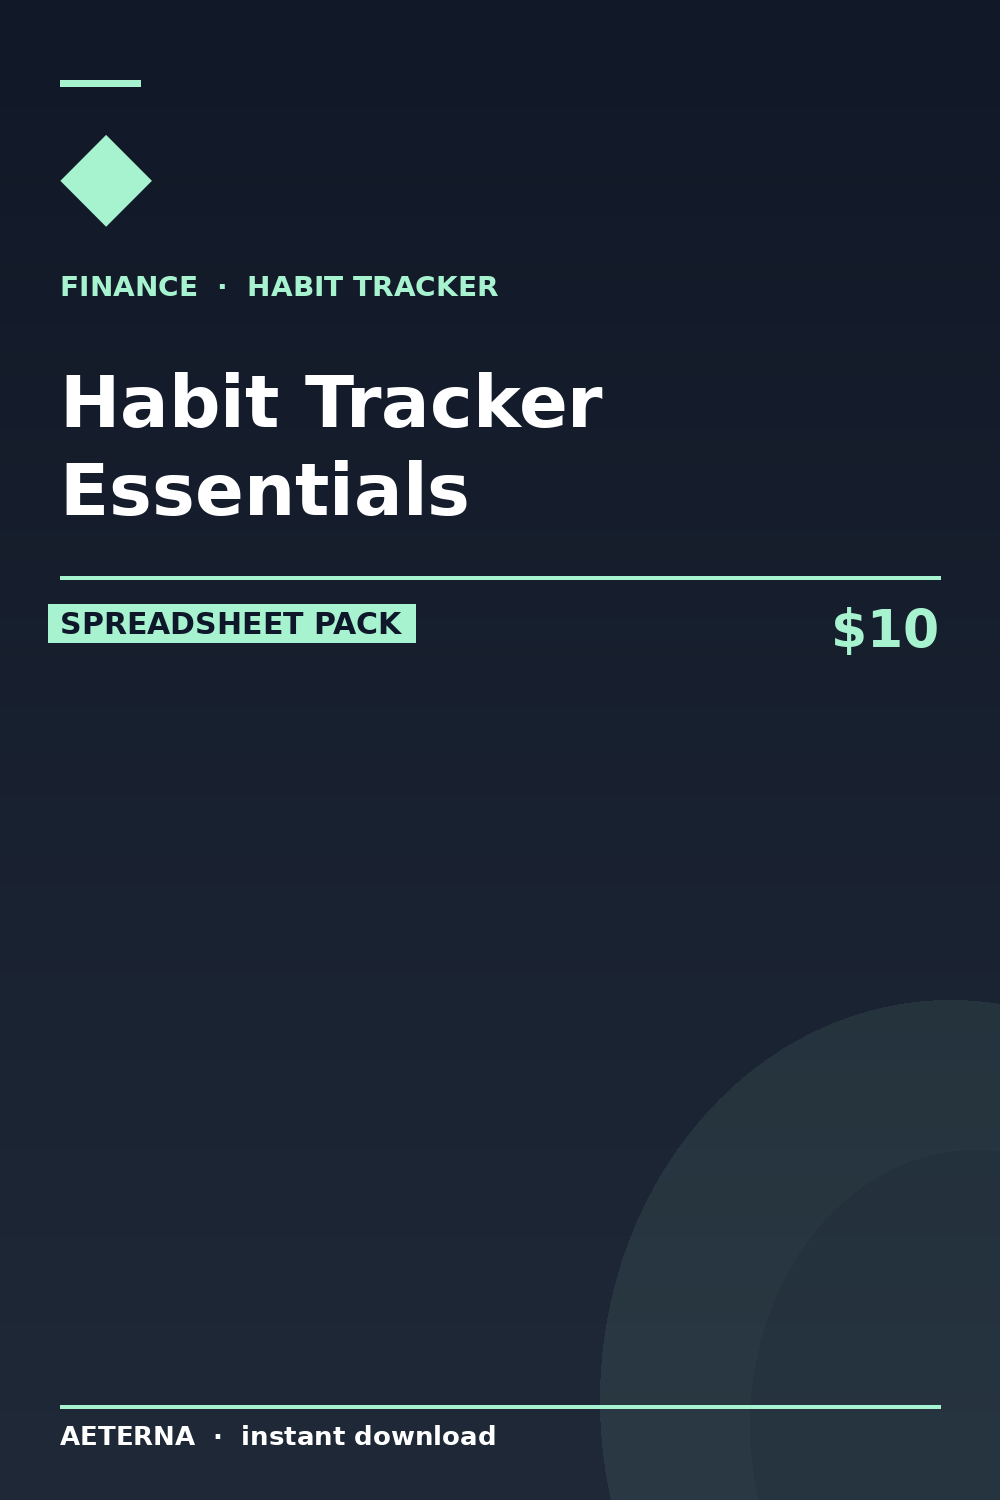 FINANCE · HABIT TRACKER
Habit Tracker
Essentials
SPREADSHEET PACK
$10
AETERNA · instant download